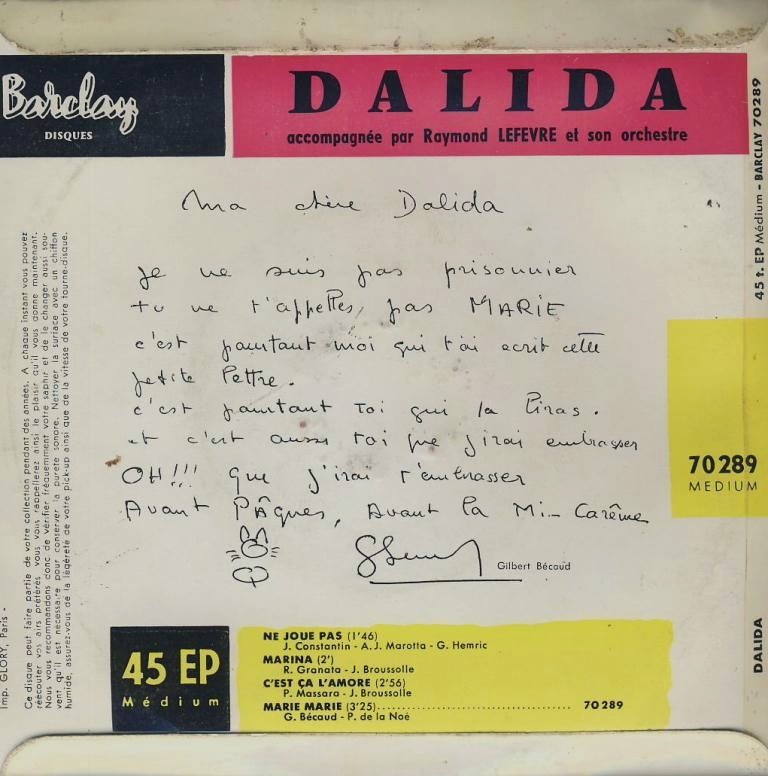 Barclay
DISQUES
DALIDA
accompagnée par Raymond LEFEVRE et son orchestre
Ma chère Dalida
Je ne suis pas prisonnier
tu ne t'appelles pas MARIE
c'est pourtant moi qui t'ai ecrit cette
petite lettre.
c'est pourtant toi qui la liras.
et c'est aussi toi que j'irai embrasser
OH!!! que j'irai t'embrasser
Avant Pâques, Avant la Mi-Carême
Gilbert Bécaud
70289
MEDIUM
45 EP
Médium
NE JOUE PAS (1'46)
J. Constantin - A.J. Marotta - G. Hemric
MARINA (2')
R. Granata - J. Broussolle
C'EST ÇA L'AMORE (2'56)
P. Massara - J. Broussolle
MARIE MARIE (3'25)...................................... 70289
G. Bécaud - P. de la Noé
Ce disque peut faire partie de votre collection pendant des années. A chaque instant vous pouvez
réécouter vos airs préférés, vous vous rappellerez ainsi le plaisir qu'il vous donne maintenant.
Nous vous recommandons donc de vérifier fréquemment votre saphir et de le changer aussi sou-
vent qu'il est nécessaire pour conserver la pureté sonore. Nettoyer la surface avec un chiffon
humide, assurez-vous de la légèreté de votre pick-up ainsi que de la vitesse de votre tourne-disque.
Imp. GLORY, Paris -
45 t. EP Médium - BARCLAY 70289
DALIDA